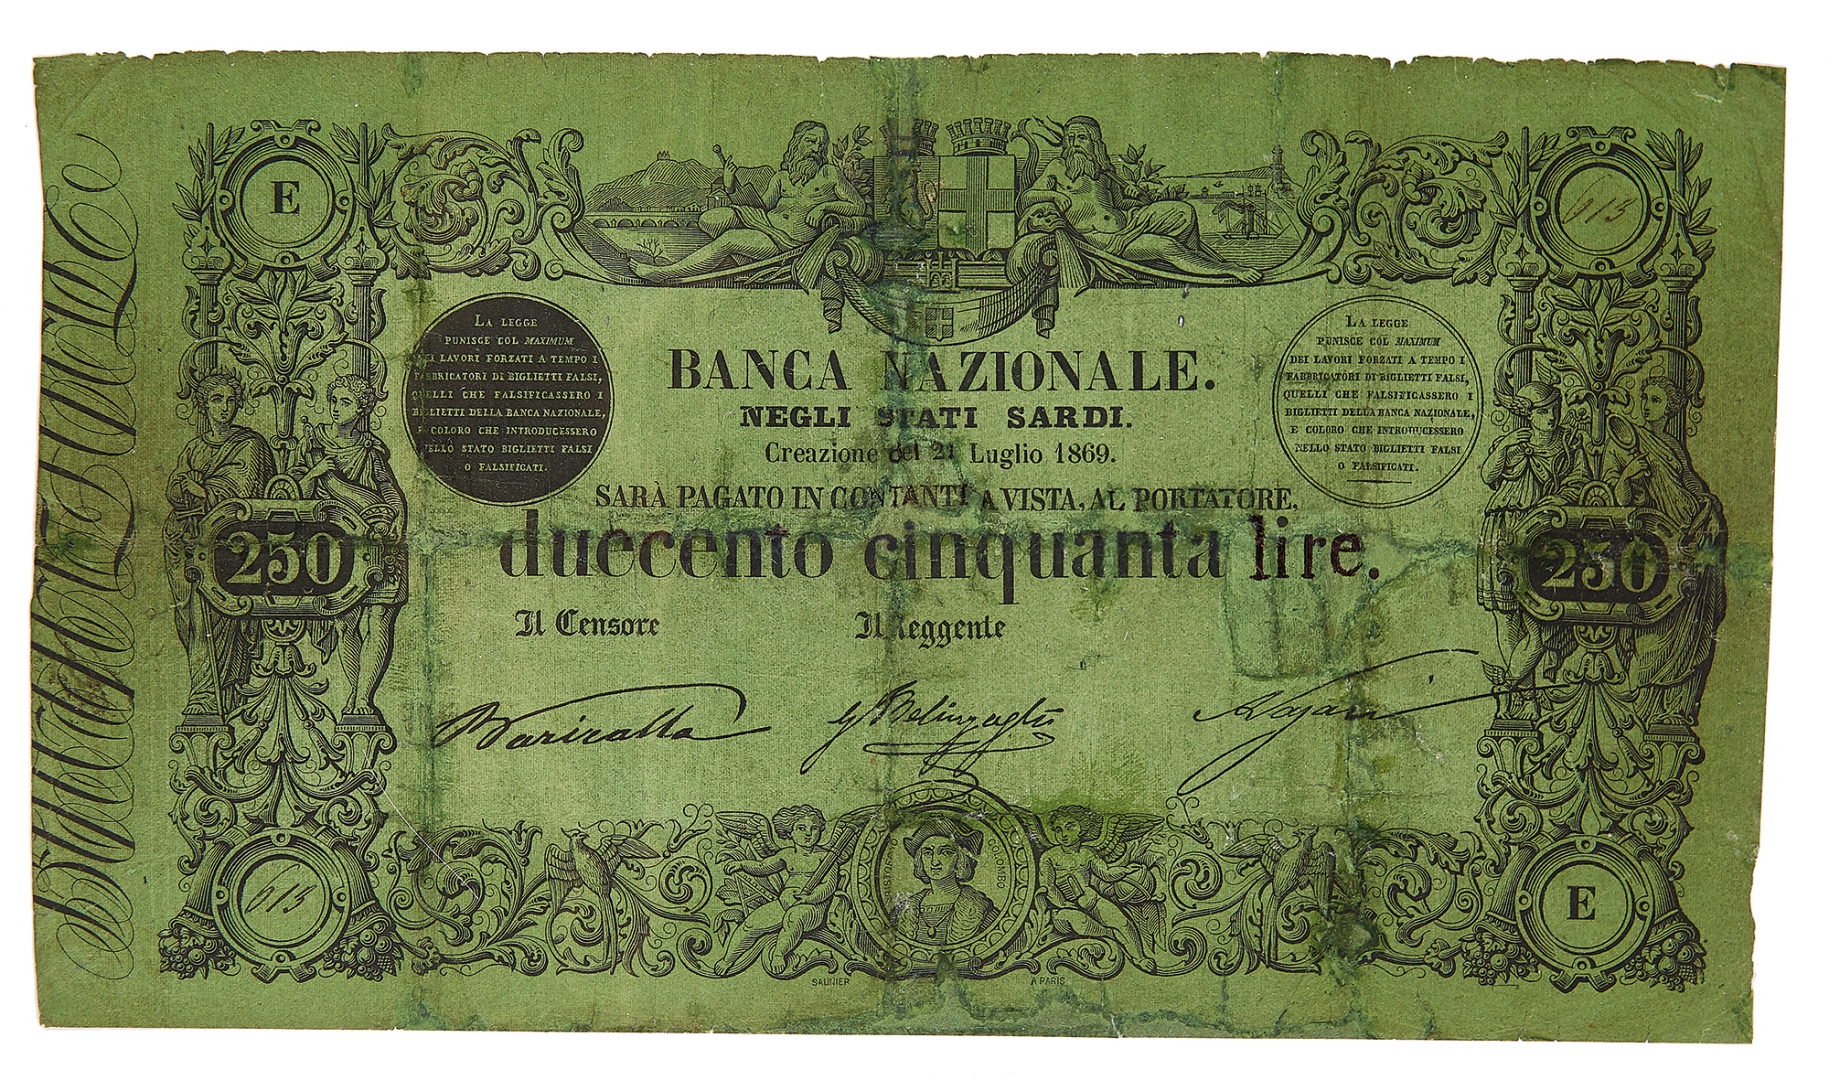 E
613
LA LEGGE
PUNISCE COL MAXIMUM
DEI LAVORI FORZATI A TEMPO I
FABBRICATORI DI BIGLIETTI FALSI,
QUELLI CHE FALSIFICASSERO I
BIGLIETTI DELLA BANCA NAZIONALE,
E COLORO CHE INTRODUCESSERO
NELLO STATO BIGLIETTI FALSI
O FALSIFICATI.
BANCA NAZIONALE.
NEGLI STATI SARDI.
Creazione del 21 Luglio 1869.
LA LEGGE
PUNISCE COL MAXIMUM
DEI LAVORI FORZATI A TEMPO I
FABBRICATORI DI BIGLIETTI FALSI,
QUELLI CHE FALSIFICASSERO I
BIGLIETTI DELLA BANCA NAZIONALE,
E COLORO CHE INTRODUCESSERO
NELLO STATO BIGLIETTI FALSI
O FALSIFICATI.
SARÀ PAGATO IN CONTANTI A VISTA, AL PORTATORE,
250
duecento cinquanta lire.
250
Il Censore
Il Reggente
613
CRISTOFORO COLOMBO
E
SAUNIER
A PARIS